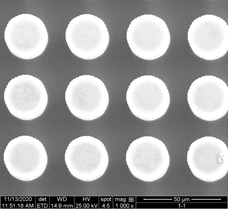 11/13/2020 det WD HV spot mag 50 µm
11:51:18 AM ETD 14.9 mm 25.00 kV 4.5 1 000 x 1-1